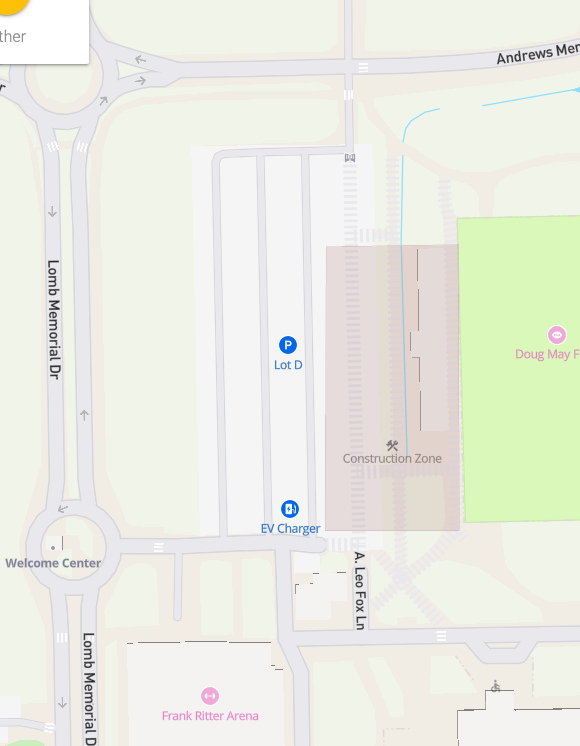 ther
Andrews Mer
r
Lomb Memorial Dr
P
Lot D
Doug May F
Construction Zone
EV Charger
Welcome Center
A. Leo Fox Ln
Lomb Memorial D
Frank Ritter Arena